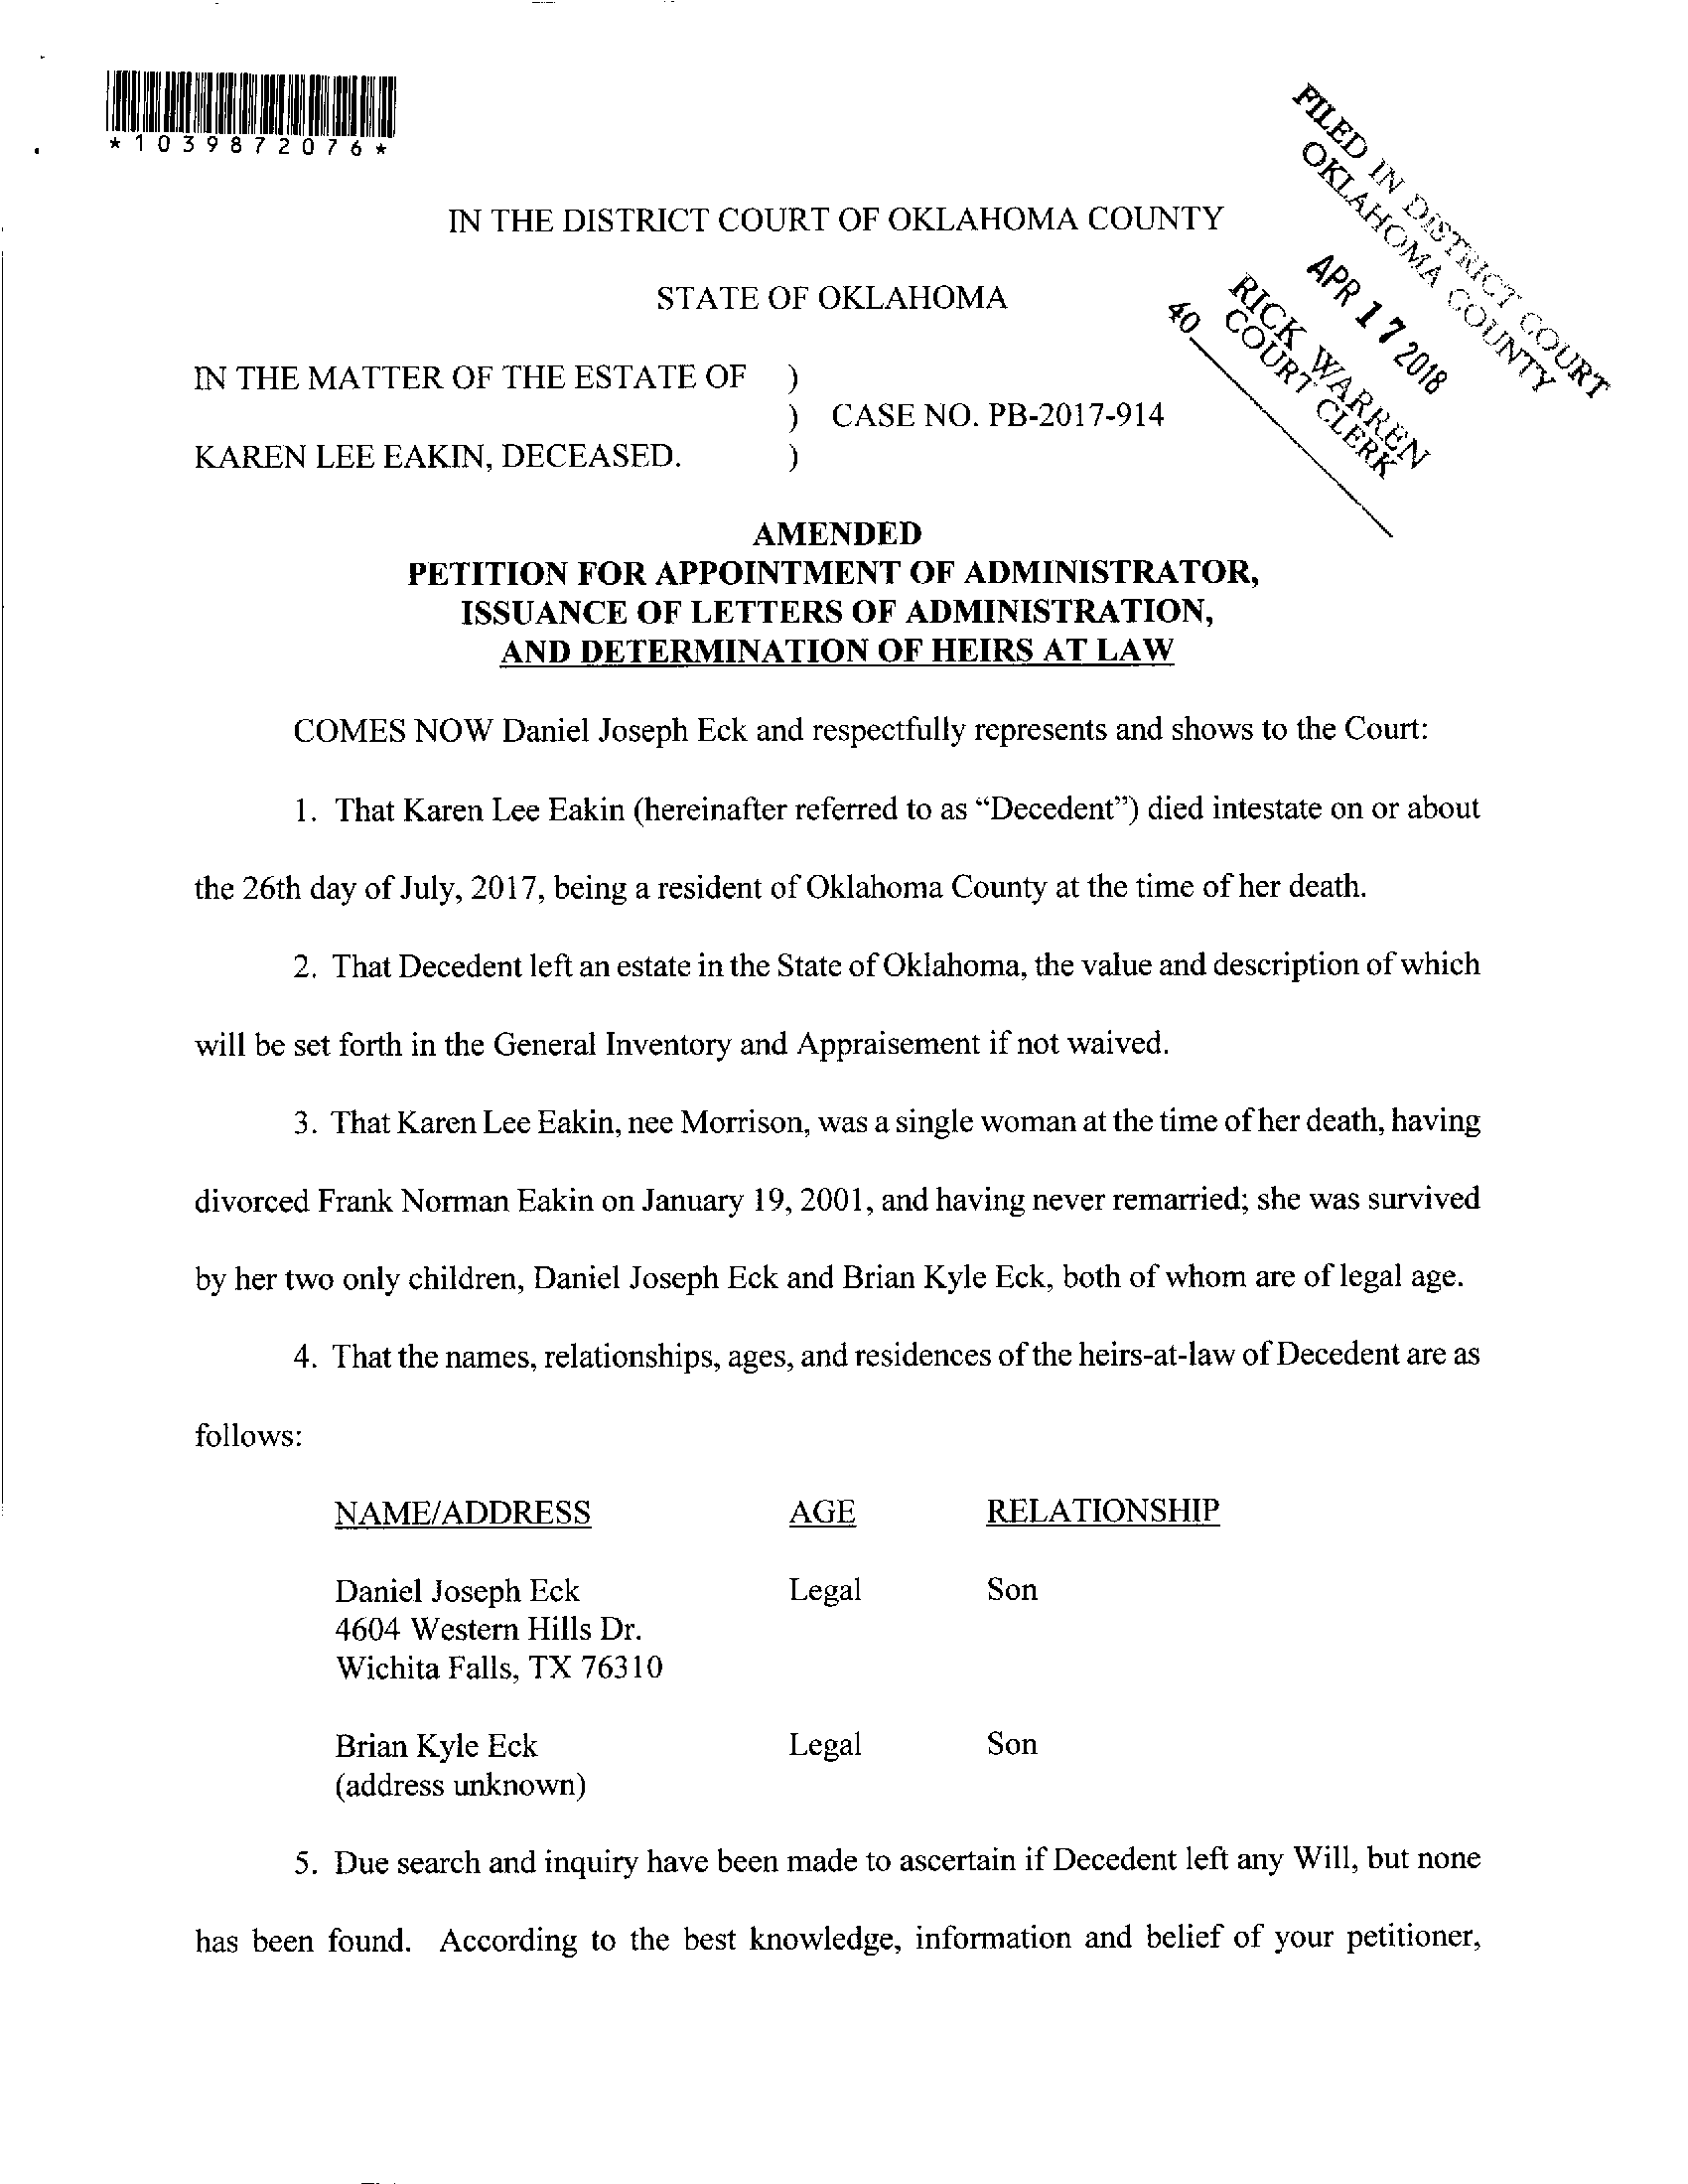 *1039872076*
FILED IN DISTRICT COURT
OKLAHOMA COUNTY
APR 17 2018
RICK WARREN
COURT CLERK
40
IN THE DISTRICT COURT OF OKLAHOMA COUNTY
STATE OF OKLAHOMA
IN THE MATTER OF THE ESTATE OF )
) CASE NO. PB-2017-914
KAREN LEE EAKIN, DECEASED. )
AMENDED
PETITION FOR APPOINTMENT OF ADMINISTRATOR,
ISSUANCE OF LETTERS OF ADMINISTRATION,
AND DETERMINATION OF HEIRS AT LAW
COMES NOW Daniel Joseph Eck and respectfully represents and shows to the Court:
1. That Karen Lee Eakin (hereinafter referred to as “Decedent”) died intestate on or about
the 26th day of July, 2017, being a resident of Oklahoma County at the time of her death.
2. That Decedent left an estate in the State of Oklahoma, the value and description of which
will be set forth in the General Inventory and Appraisement if not waived.
3. That Karen Lee Eakin, nee Morrison, was a single woman at the time of her death, having
divorced Frank Norman Eakin on January 19, 2001, and having never remarried; she was survived
by her two only children, Daniel Joseph Eck and Brian Kyle Eck, both of whom are of legal age.
4. That the names, relationships, ages, and residences of the heirs-at-law of Decedent are as
follows:
NAME/ADDRESS AGE RELATIONSHIP
Daniel Joseph Eck Legal Son
4604 Western Hills Dr.
Wichita Falls, TX 76310
Brian Kyle Eck Legal Son
(address unknown)
5. Due search and inquiry have been made to ascertain if Decedent left any Will, but none
has been found. According to the best knowledge, information and belief of your petitioner,